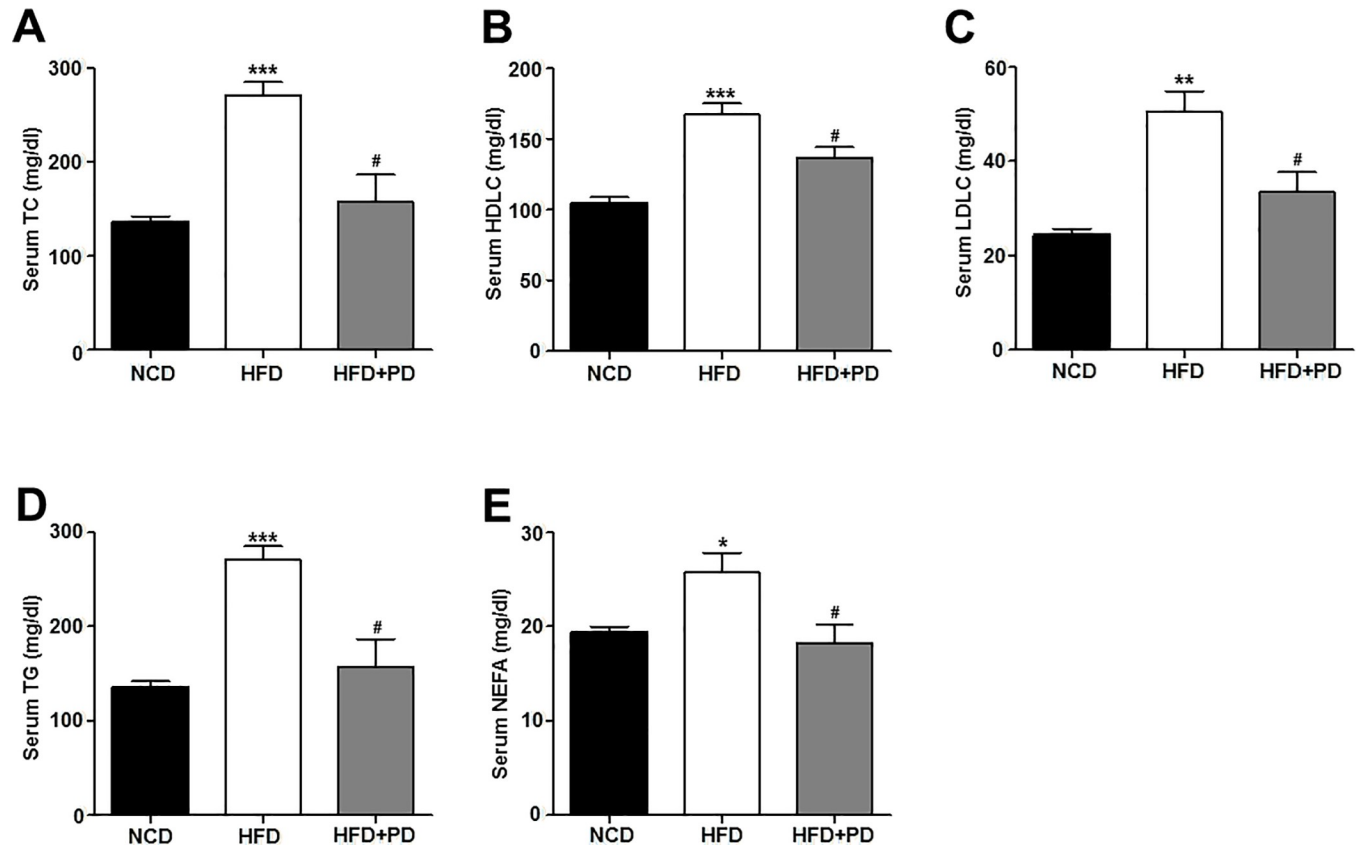 A
Serum TC (mg/dl)
300
200
100
0
***
#
NCD HFD HFD+PD
B
Serum HDLC (mg/dl)
200
150
100
50
0
***
#
NCD HFD HFD+PD
C
Serum LDLC (mg/dl)
60
40
20
0
**
#
NCD HFD HFD+PD
D
Serum TG (mg/dl)
300
200
100
0
***
#
NCD HFD HFD+PD
E
Serum NEFA (mg/dl)
30
20
10
0
*
#
NCD HFD HFD+PD